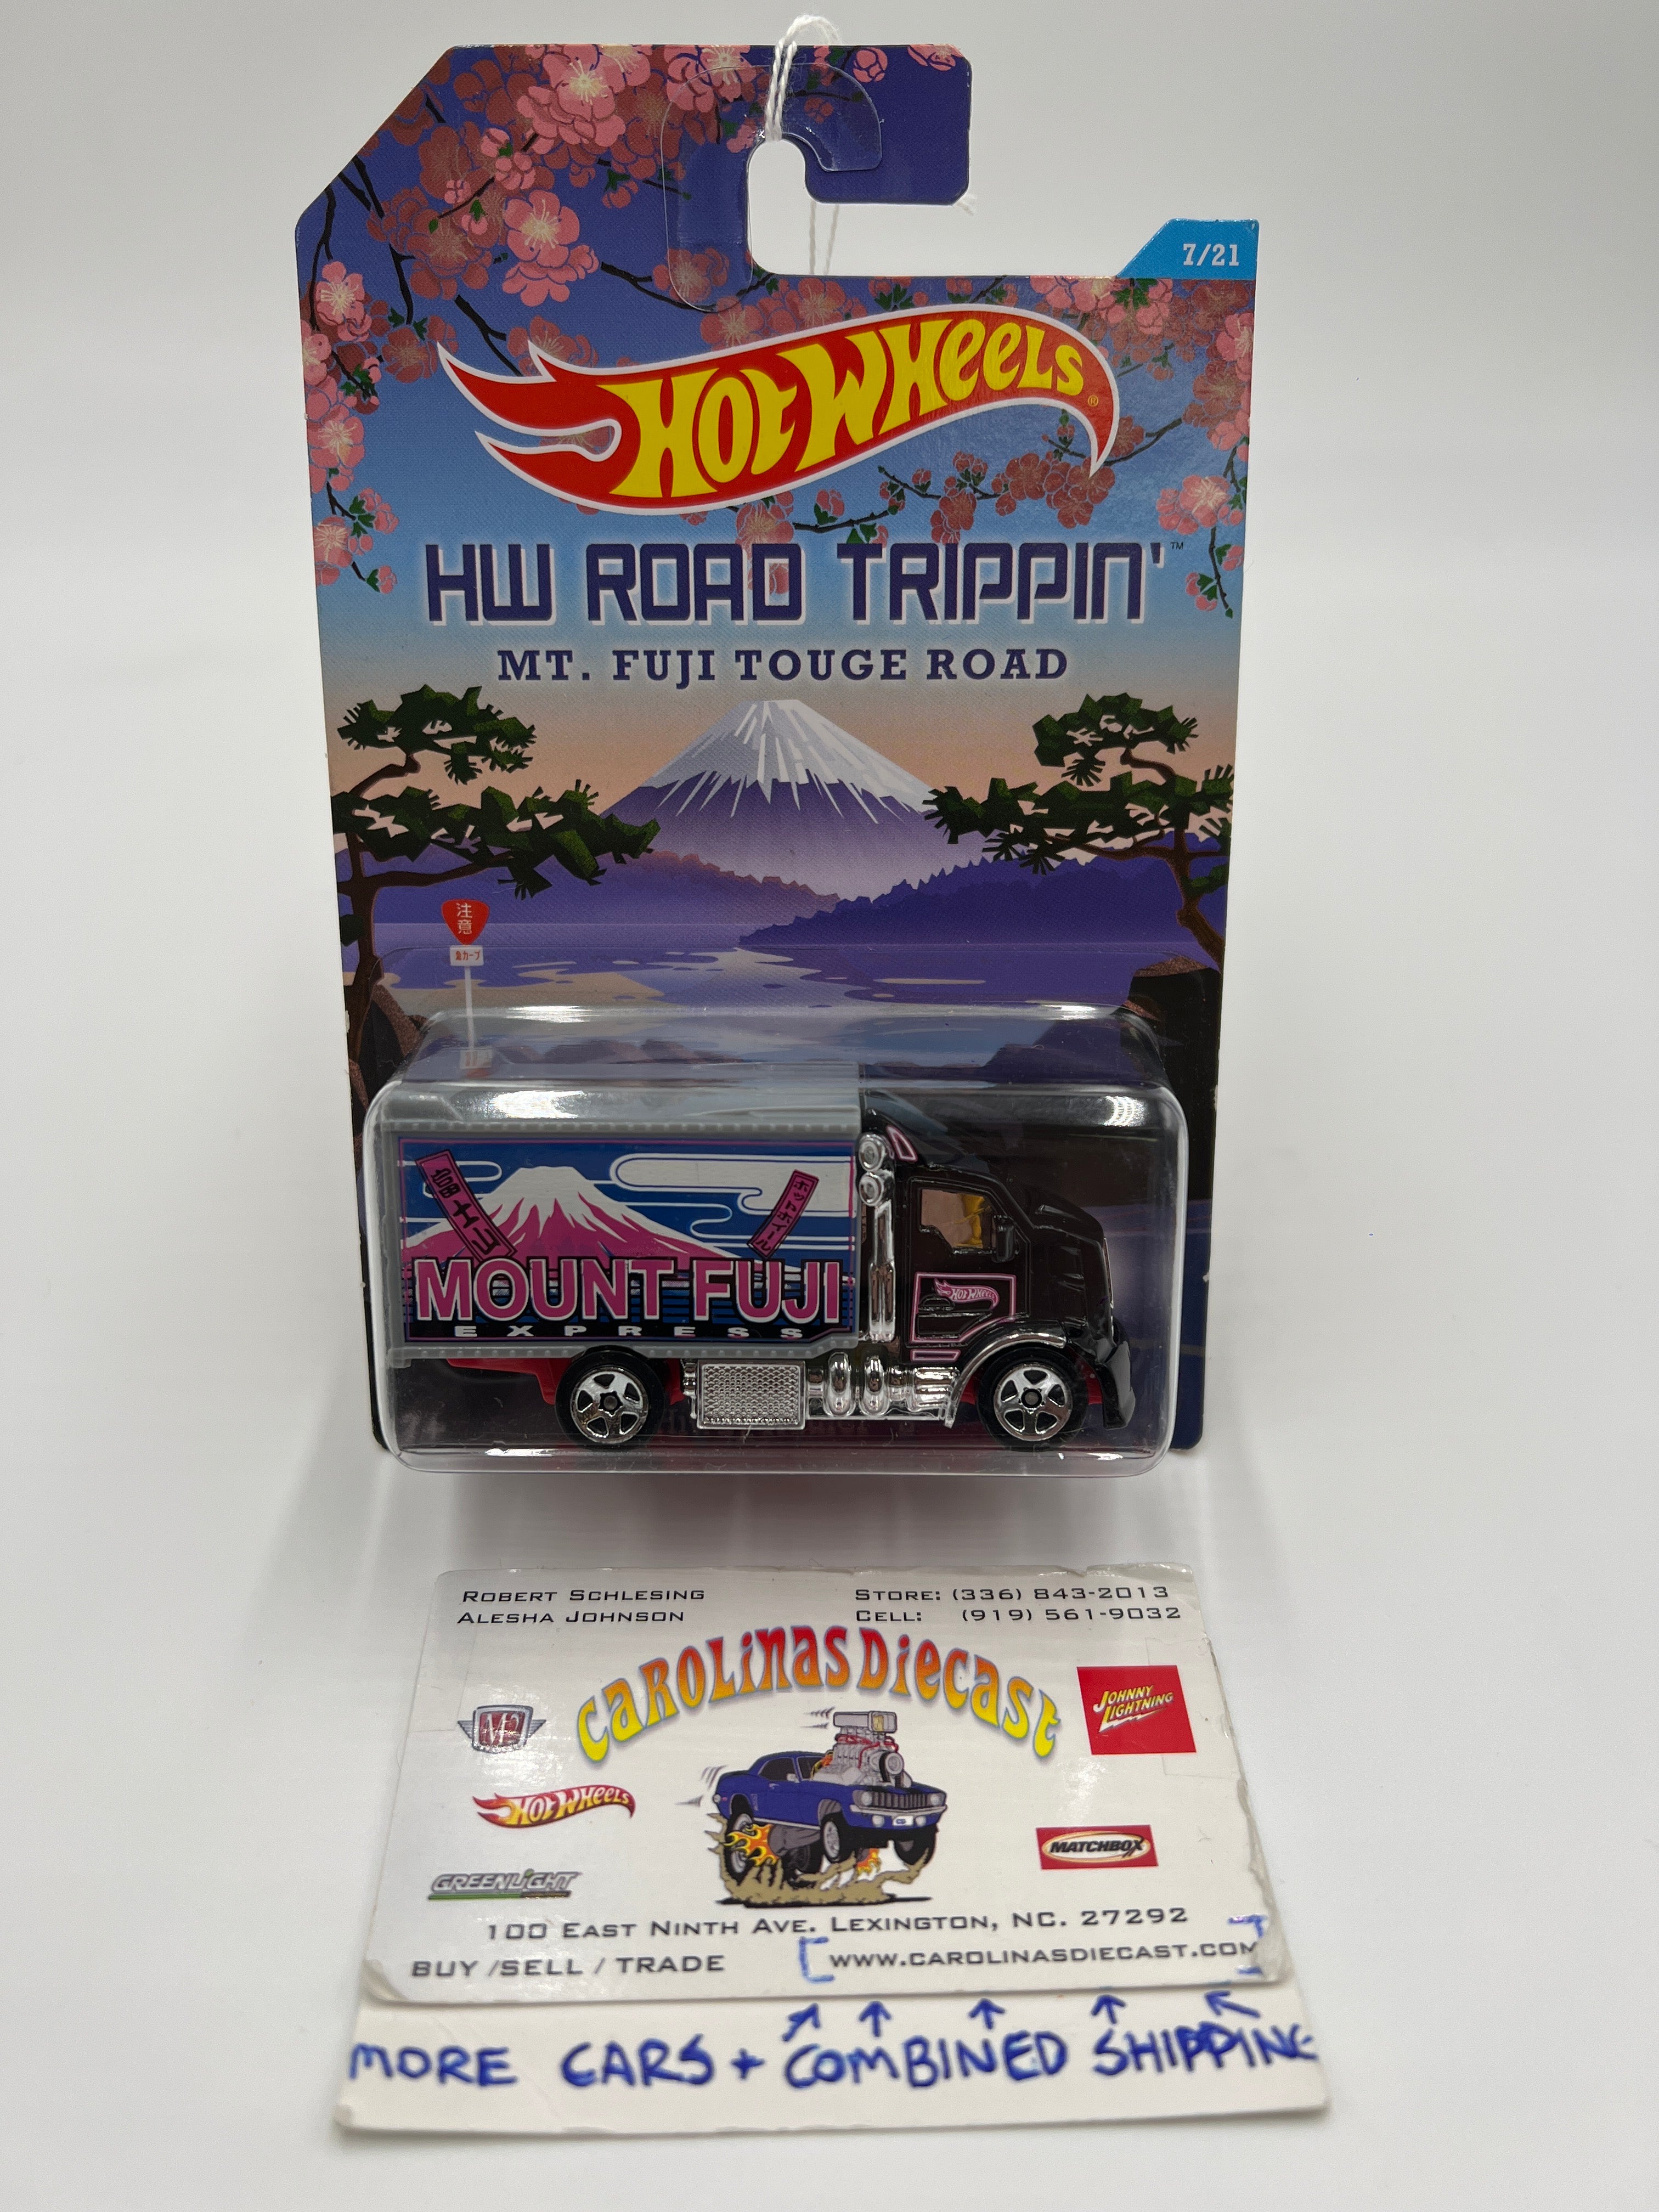 7/21
HOT WHEELS®
HW ROAD TRIPPIN'™
MT. FUJI TOUGE ROAD
注意
急カーブ
富士山
MOUNT FUJI
EXPRESS
HOT WHEELS
ROBERT SCHLESING
ALESHA JOHNSON
STORE: (336) 843-2013
CELL: (919) 561-9032
CAROLINAS DIECAST
M2
JOHNNY LIGHTNING
HOT WHEELS
CD
MATCHBOX
GREENLIGHT
100 EAST NINTH AVE. LEXINGTON, NC. 27292
BUY /SELL / TRADE [WWW.CAROLINASDIECAST.COM]
↗ ↑ ↑ ↑ ↖
MORE CARS + COMBINED SHIPPING